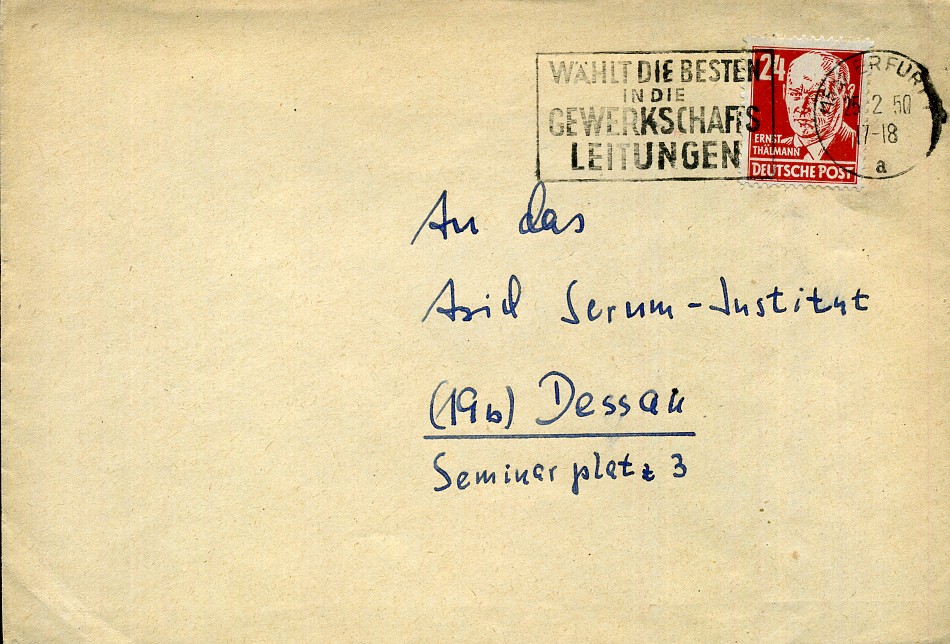 WÄHLT DIE BESTEN
IN DIE
GEWERKSCHAFTS
LEITUNGEN
24
ERNST
THÄLMANN
DEUTSCHE POST
ERFURT
2 50
17-18
a
An das
Asid Serum-Institut
(19b) Dessau
Seminarplatz 3